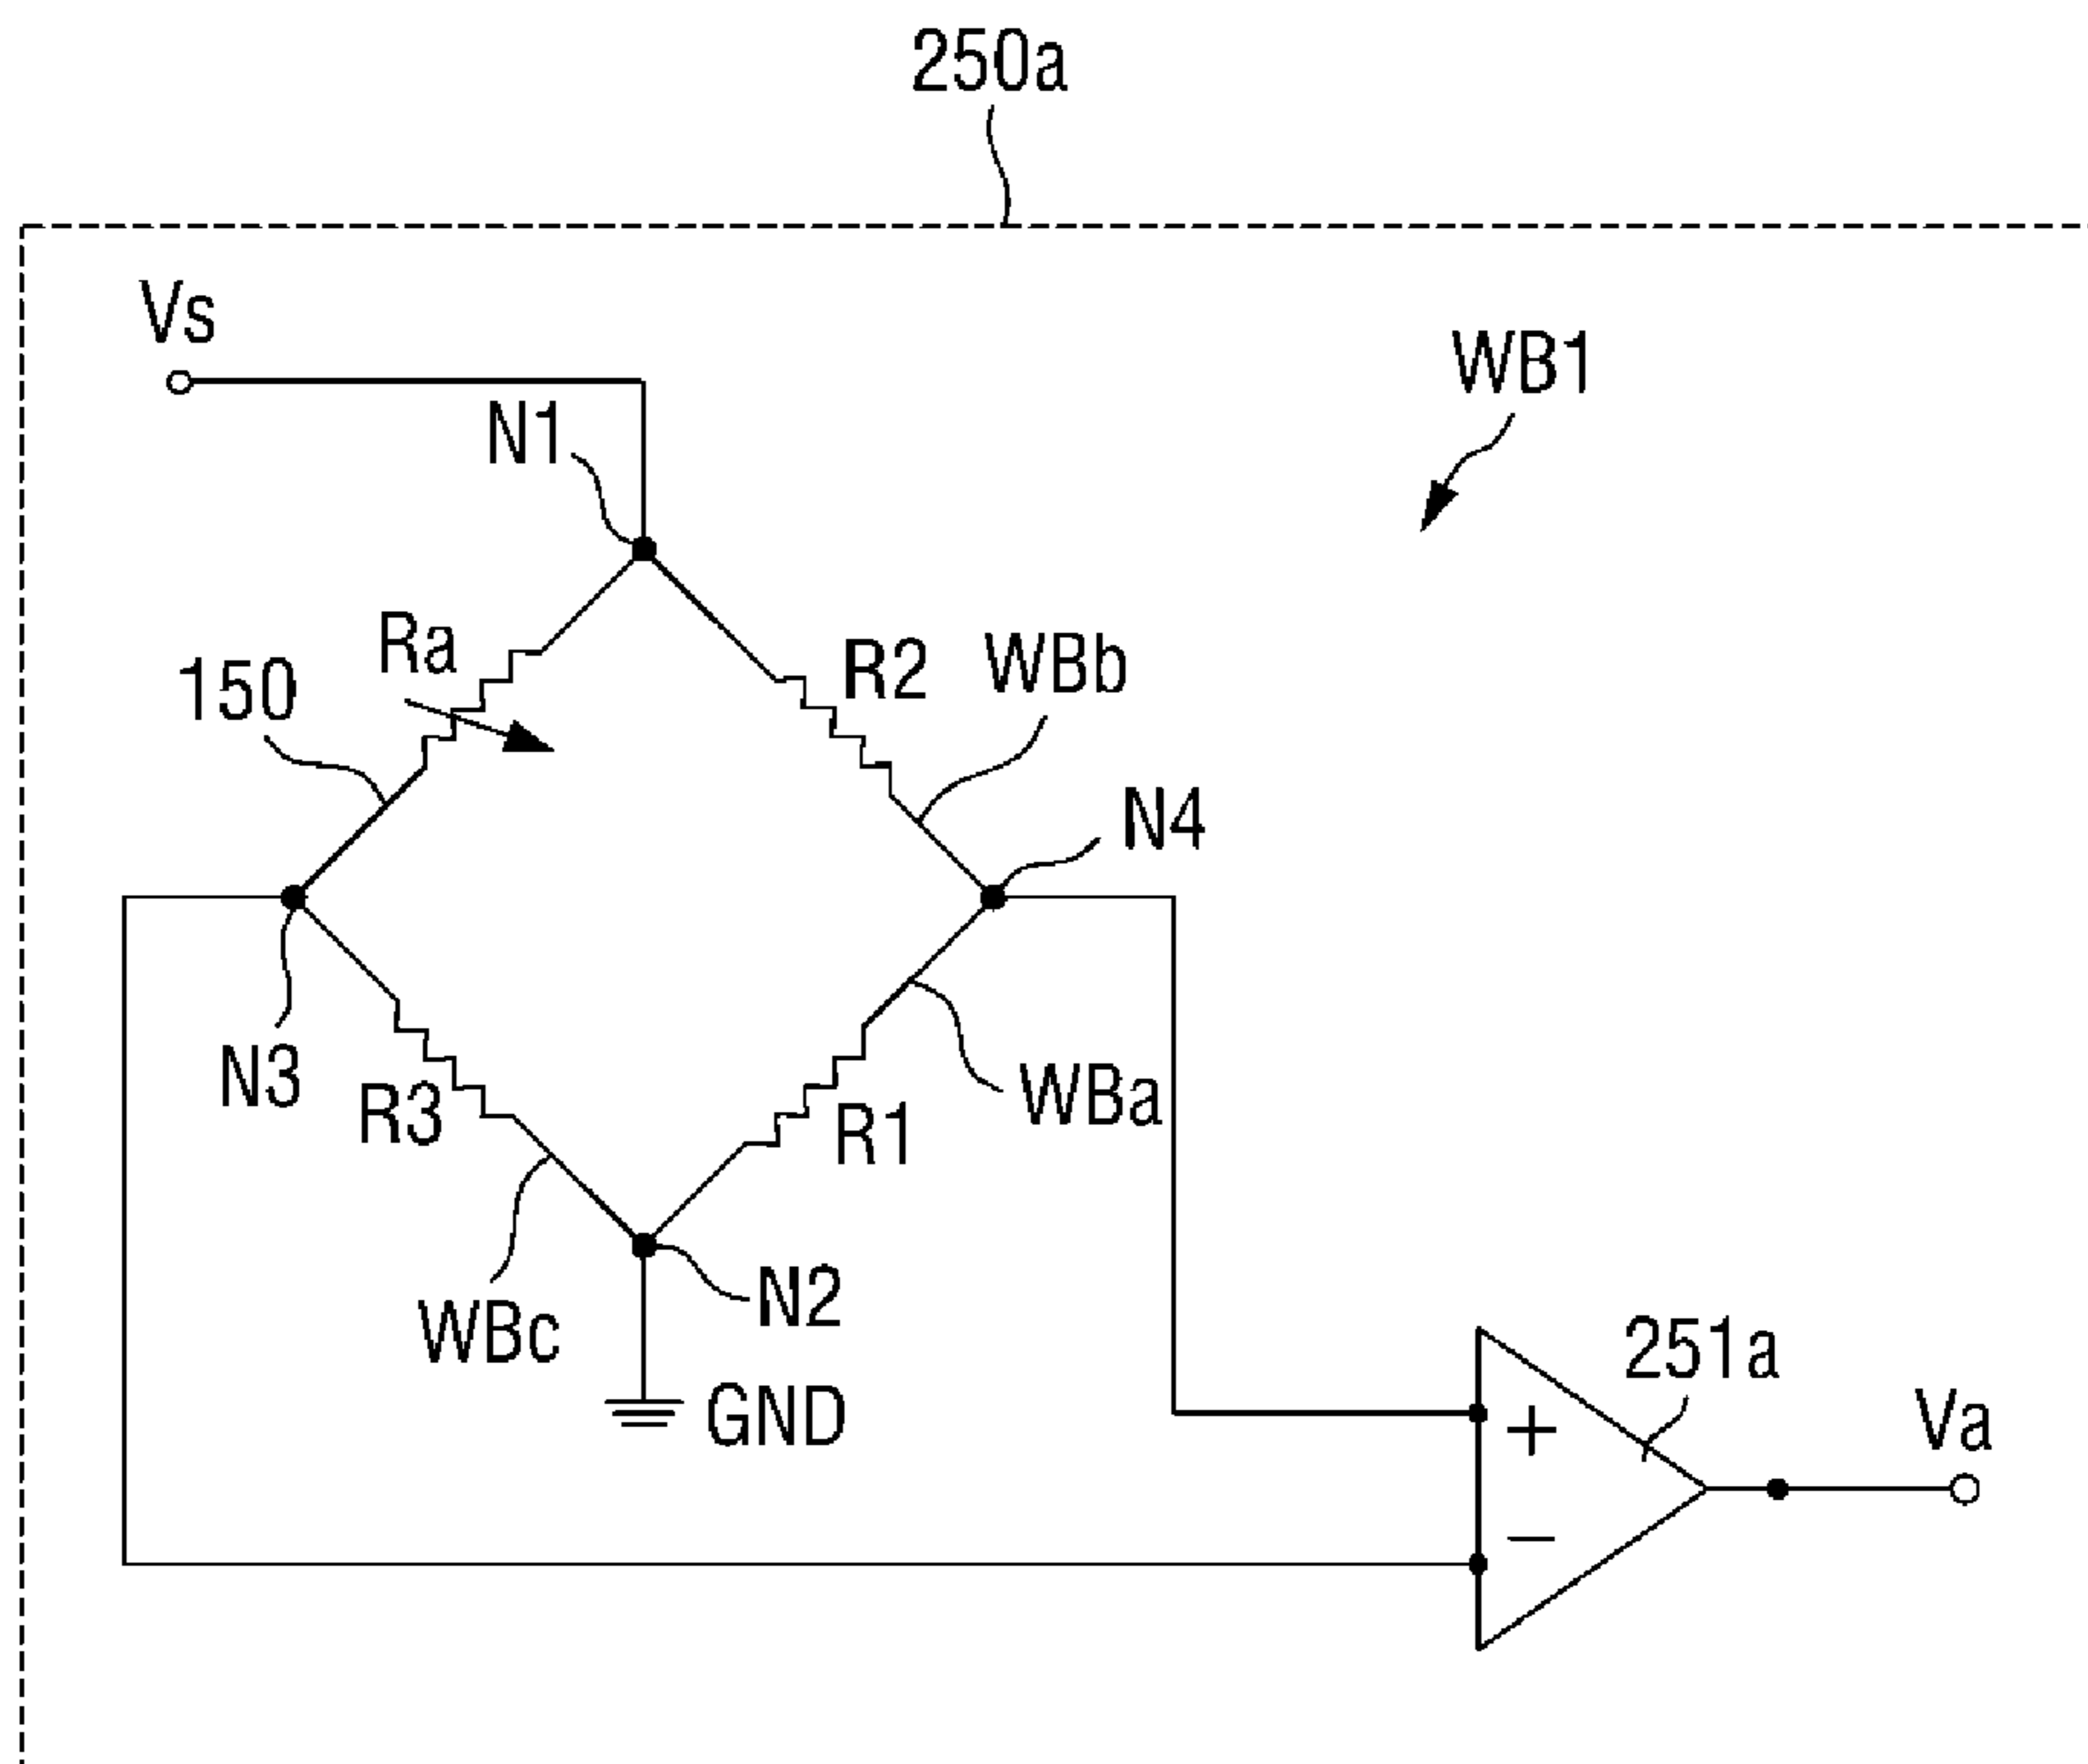 250a
Vs
WB1
N1
Ra
R2
WBb
150
N4
N3
R3
R1
WBa
N2
WBc
GND
251a
Va
+
−